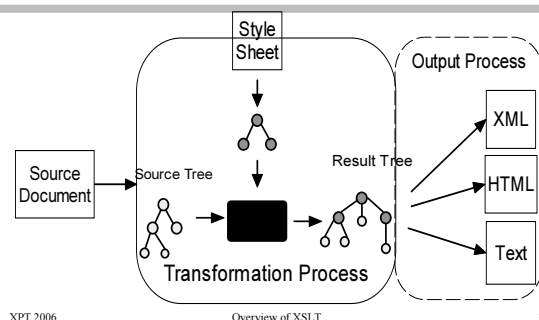 Style
Sheet
Output Process
XML
Source
Document
Source Tree
Result Tree
HTML
Text
Transformation Process
XPT 2006
Overview of XSLT